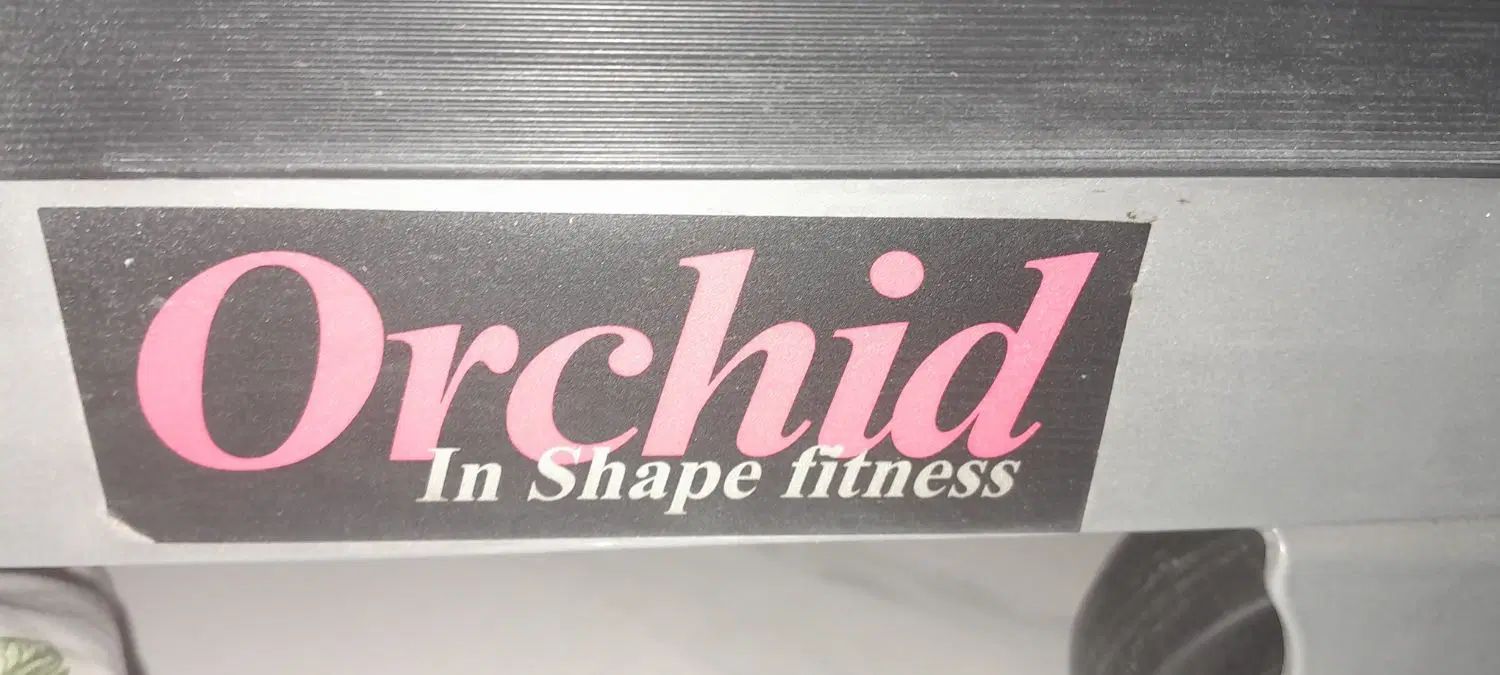 Orchid
In Shape fitness